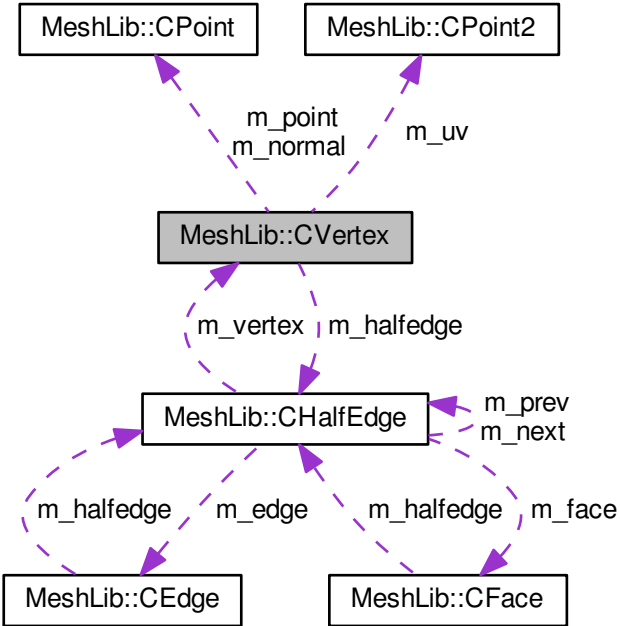 MeshLib::CPoint
MeshLib::CPoint2
m_point
m_normal
m_uv
MeshLib::CVertex
m_vertex
m_halfedge
MeshLib::CHalfEdge
m_prev
m_next
m_halfedge
m_edge
m_halfedge
m_face
MeshLib::CEdge
MeshLib::CFace